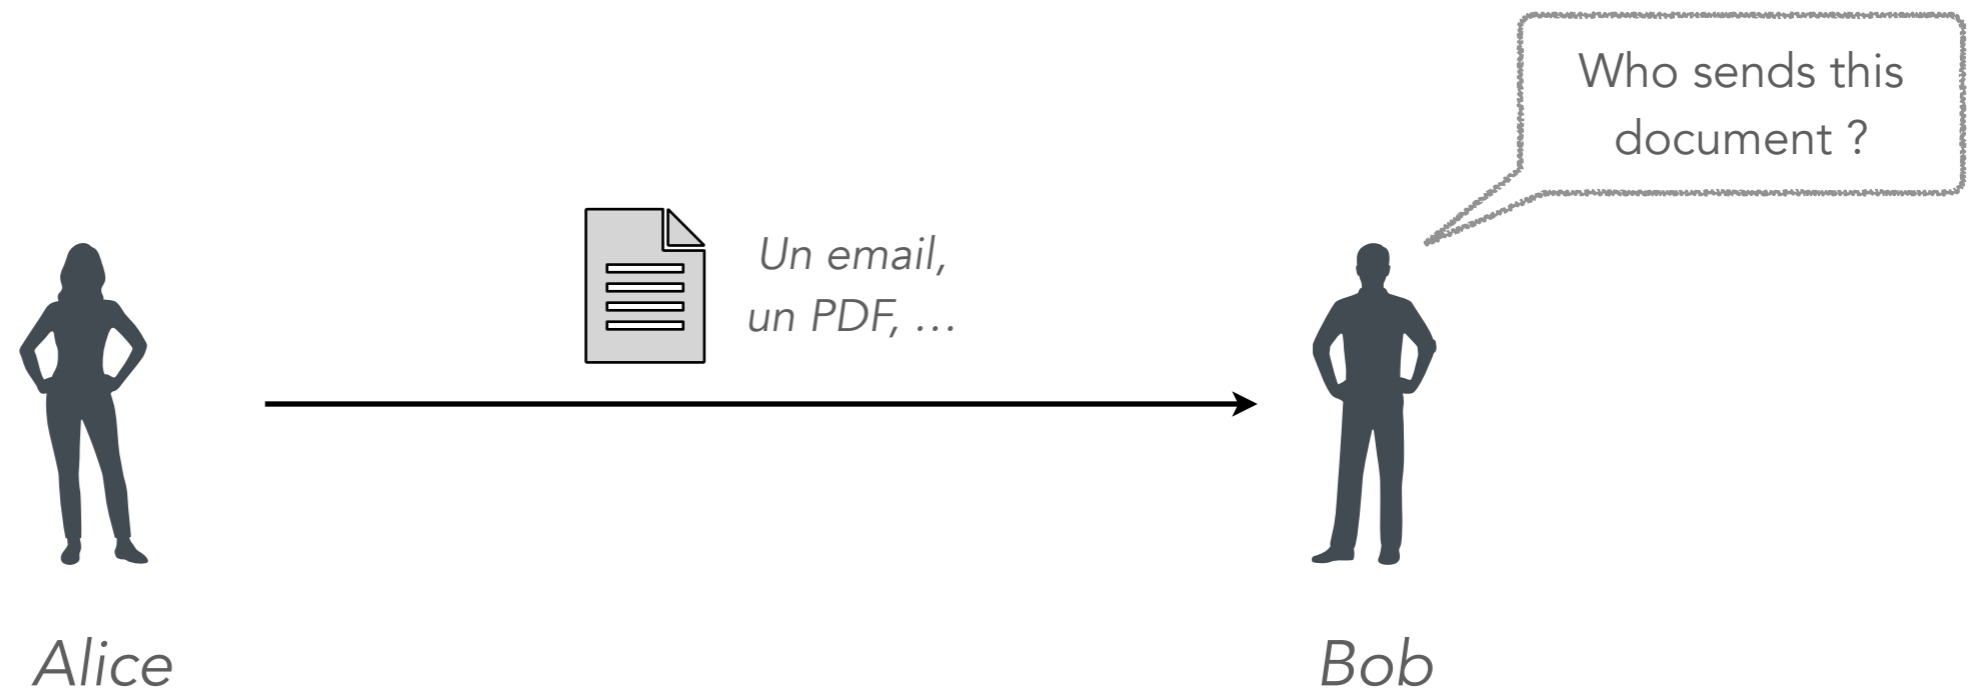 Who sends this
document ?
Un email,
un PDF, …
Alice
Bob